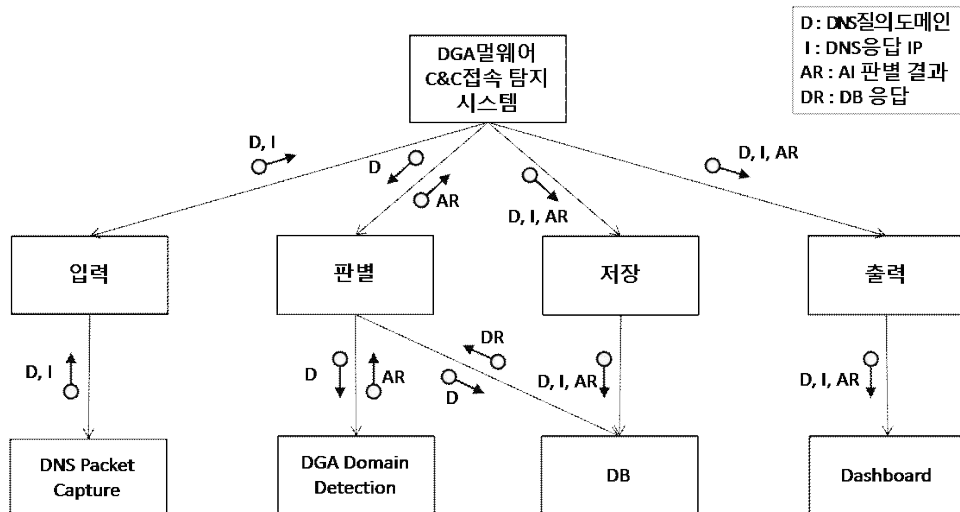 D : DNS질의도메인
I : DNS응답 IP
AR : AI 판별 결과
DR : DB 응답
DGA멀웨어
C&C접속 탐지
시스템
D, I
D
AR
D, I, AR
D, I, AR
입력
판별
저장
출력
D, I
D
AR
DR
D
D, I, AR
D, I, AR
DNS Packet
Capture
DGA Domain
Detection
DB
Dashboard